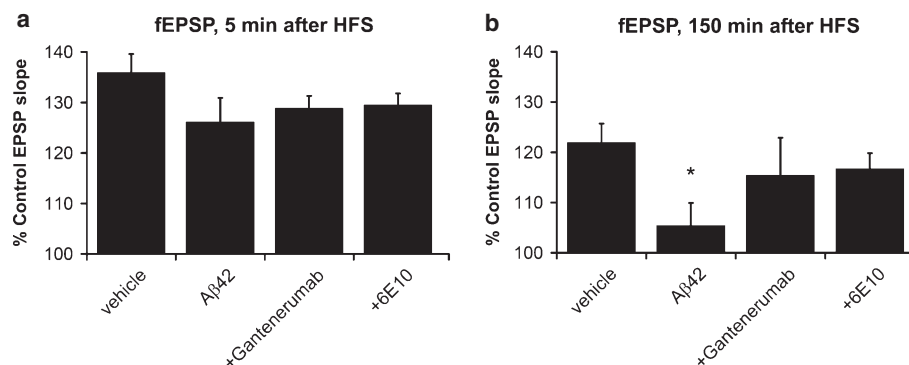 a
fEPSP, 5 min after HFS
% Control EPSP slope
140
130
120
110
100
vehicle
Aβ42
+Gantenerumab
+6E10
b
fEPSP, 150 min after HFS
% Control EPSP slope
140
130
120
110
100
*
vehicle
Aβ42
+Gantenerumab
+6E10